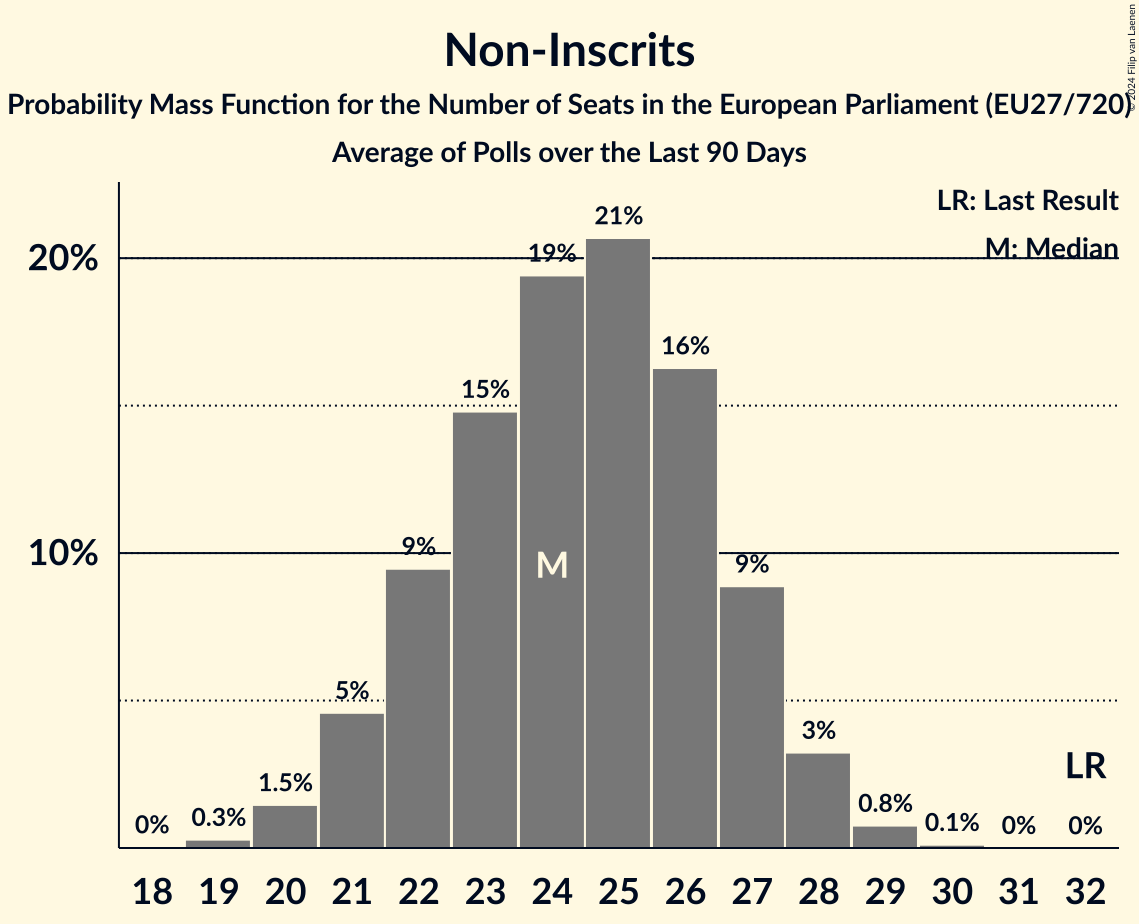 Non-Inscrits
Probability Mass Function for the Number of Seats in the European Parliament (EU27/720)
Average of Polls over the Last 90 Days
© 2024 Filip van Laenen
LR: Last Result
M: Median
20%
10%
0%
0.3%
1.5%
5%
9%
15%
19%
21%
16%
9%
3%
0.8%
0.1%
0%
0%
M
LR
18 19 20 21 22 23 24 25 26 27 28 29 30 31 32